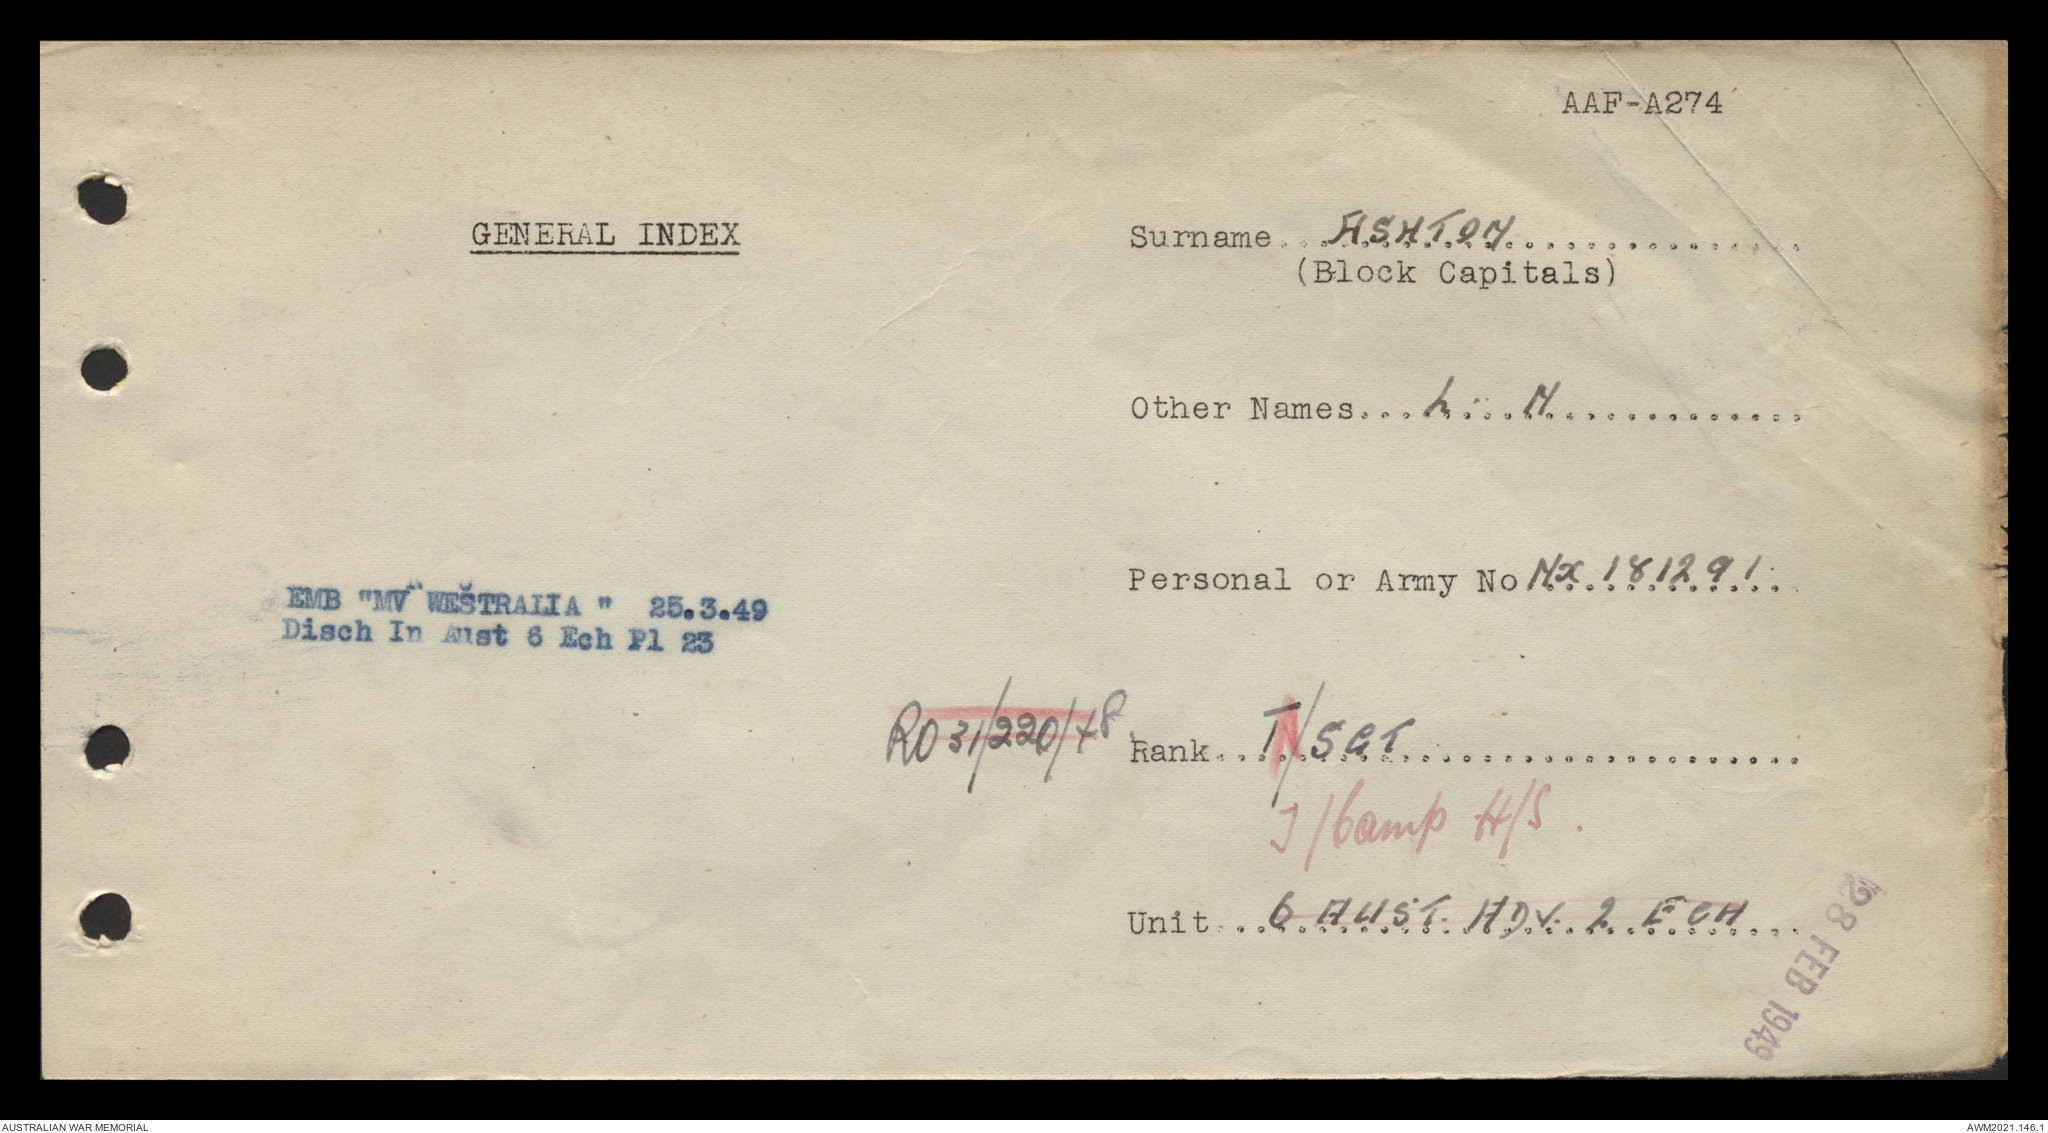 AAF-A274
GENERAL INDEX
Surname...ASHTON...............
(Block Capitals)
Other Names...L...N.............
Personal or Army No NX 181291
EMB "MV" WESTRALIA " 25.3.49
Disch In Aust 6 Ech Pl 23
RO 31/220/48.
Rank...T/SGT...................
T/Camp H/S.
Unit...6 AUST. ADV. 2 ECH...
28 FEB 1949
AUSTRALIAN WAR MEMORIAL
AWM2021.146.1